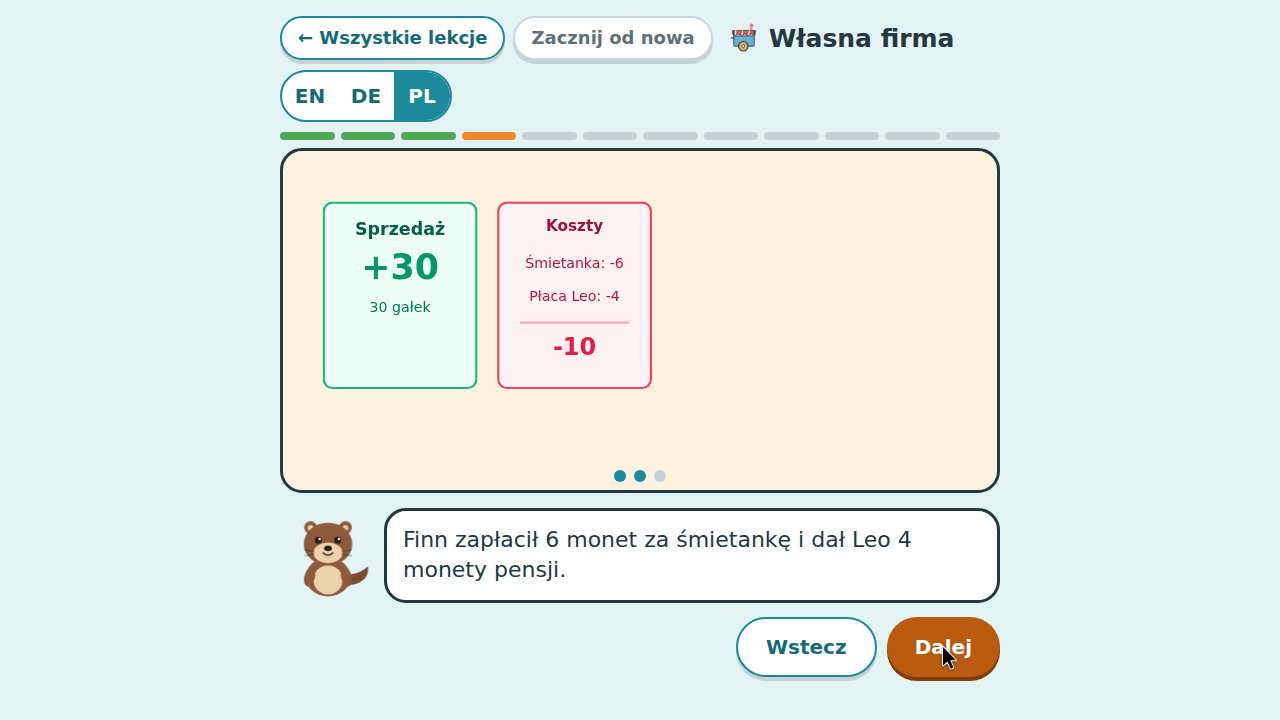 ← Wszystkie lekcje
Zacznij od nowa
Własna firma
EN DE PL
Sprzedaż
+30
30 gałek
Koszty
Śmietanka: -6
Płaca Leo: -4
-10
Finn zapłacił 6 monet za śmietankę i dał Leo 4
monety pensji.
Wstecz
Dalej